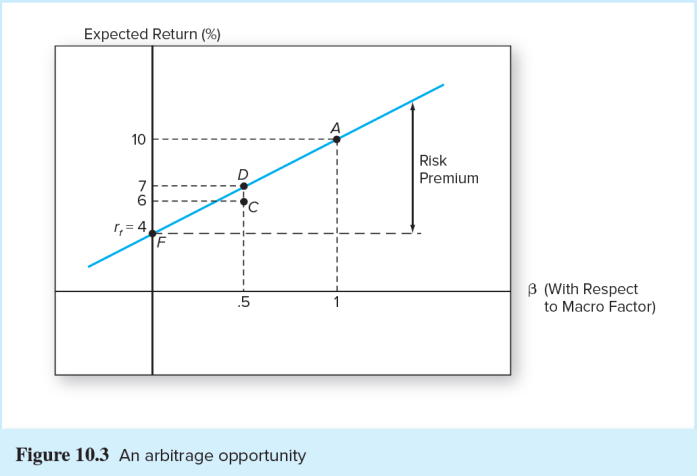 Expected Return (%)
A
10
Risk
Premium
D
7
6
C
r_f = 4
F
β (With Respect
to Macro Factor)
.5
1
Figure 10.3 An arbitrage opportunity